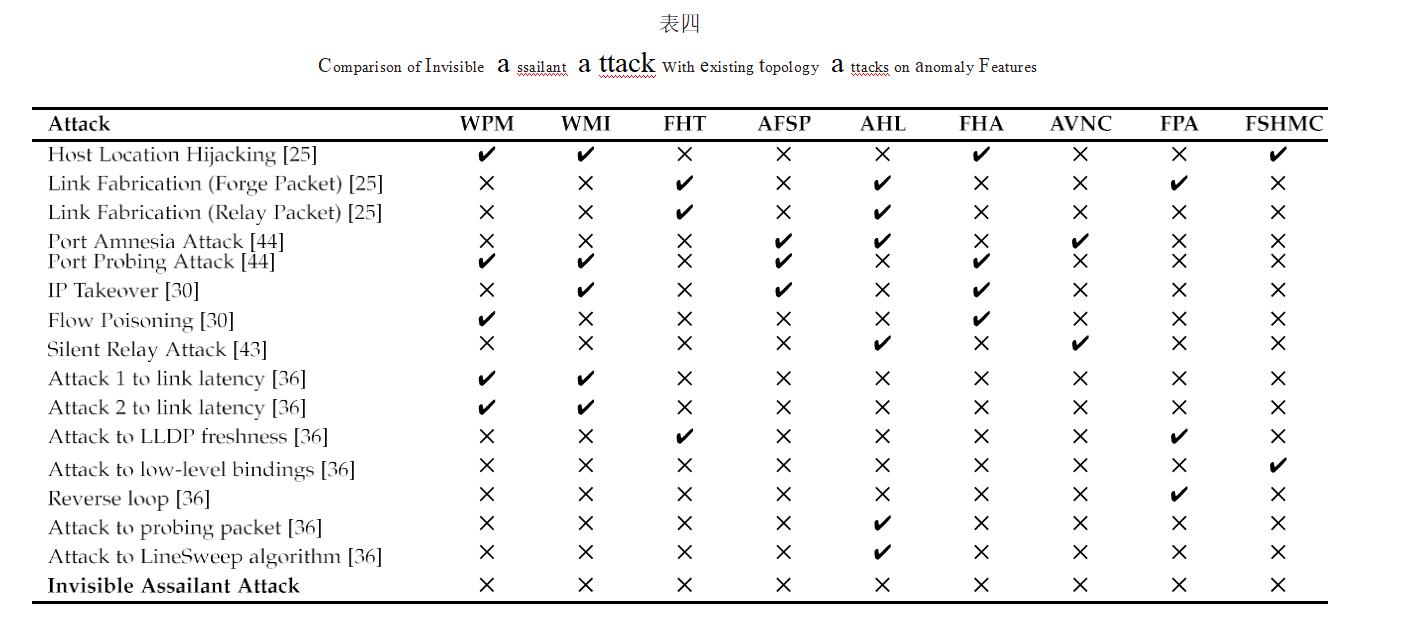 表四
Comparison of Invisible a ssailant a ttack With existing topology a ttacks on anomaly Features
Attack WPM WMI FHT AFSP AHL FHA AVNC FPA FSHMC
Host Location Hijacking [25] ✔ ✔ ✕ ✕ ✕ ✔ ✕ ✕ ✔
Link Fabrication (Forge Packet) [25] ✕ ✕ ✔ ✕ ✔ ✕ ✕ ✔ ✕
Link Fabrication (Relay Packet) [25] ✕ ✕ ✔ ✕ ✔ ✕ ✕ ✕ ✕
Port Amnesia Attack [44] ✕ ✕ ✕ ✔ ✔ ✕ ✔ ✕ ✕
Port Probing Attack [44] ✔ ✔ ✕ ✔ ✕ ✔ ✕ ✕ ✕
IP Takeover [30] ✕ ✔ ✕ ✔ ✕ ✔ ✕ ✕ ✕
Flow Poisoning [30] ✔ ✕ ✕ ✕ ✕ ✔ ✕ ✕ ✕
Silent Relay Attack [43] ✕ ✕ ✕ ✕ ✔ ✕ ✔ ✕ ✕
Attack 1 to link latency [36] ✔ ✔ ✕ ✕ ✕ ✕ ✕ ✕ ✕
Attack 2 to link latency [36] ✔ ✔ ✕ ✕ ✕ ✕ ✕ ✕ ✕
Attack to LLDP freshness [36] ✕ ✕ ✔ ✕ ✕ ✕ ✕ ✔ ✕
Attack to low-level bindings [36] ✕ ✕ ✕ ✕ ✕ ✕ ✕ ✕ ✔
Reverse loop [36] ✕ ✕ ✕ ✕ ✕ ✕ ✕ ✔ ✕
Attack to probing packet [36] ✕ ✕ ✕ ✕ ✔ ✕ ✕ ✕ ✕
Attack to LineSweep algorithm [36] ✕ ✕ ✕ ✕ ✔ ✕ ✕ ✕ ✕
Invisible Assailant Attack ✕ ✕ ✕ ✕ ✕ ✕ ✕ ✕ ✕